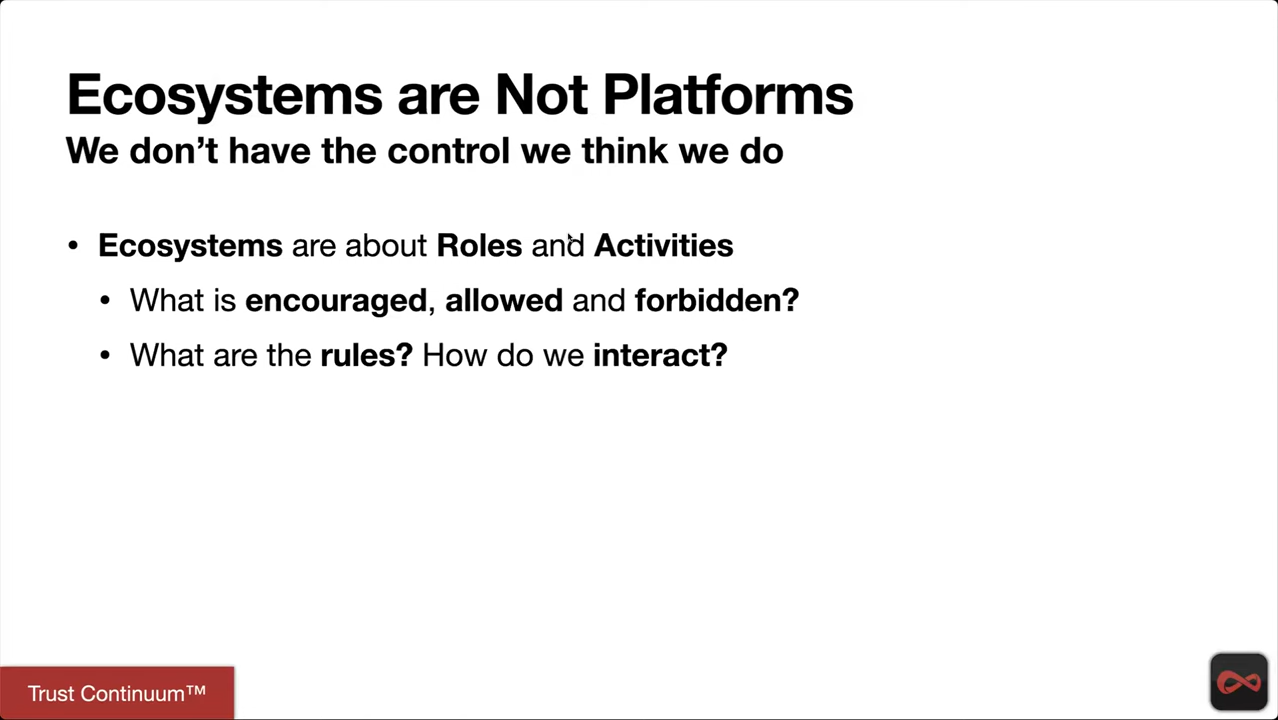 Ecosystems are Not Platforms
We don’t have the control we think we do
• Ecosystems are about Roles and Activities
• What is encouraged, allowed and forbidden?
• What are the rules? How do we interact?
Trust Continuum™